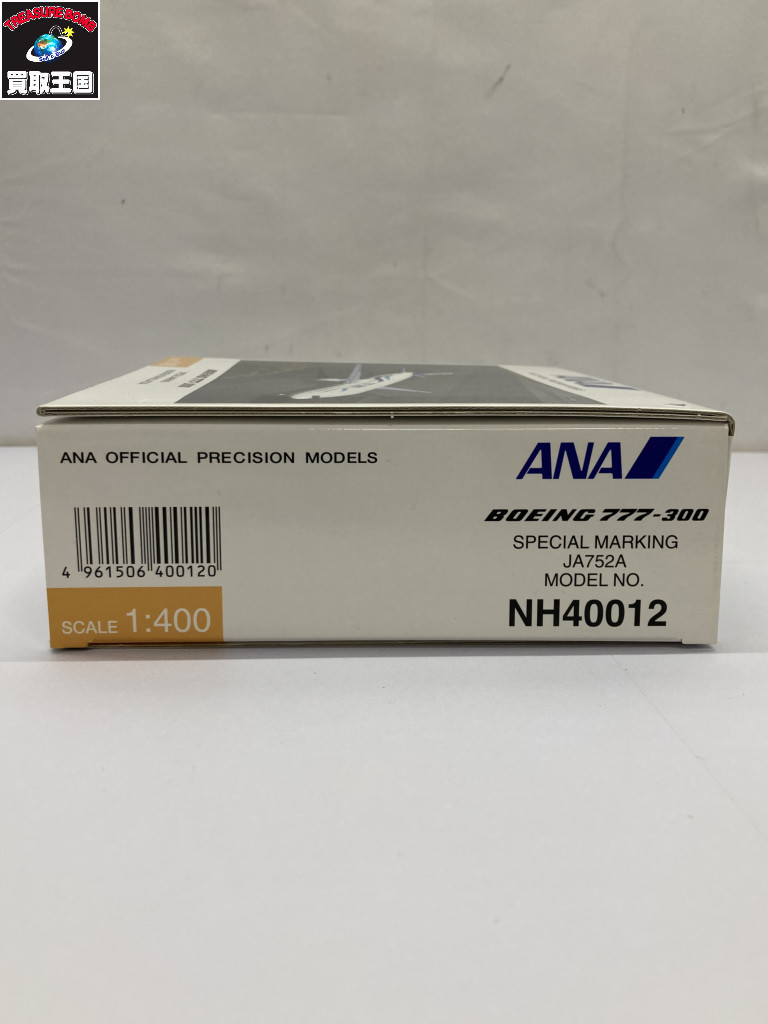 TREASURE BOMB
買取王国
ANA
ANA OFFICIAL PRECISION MODELS
ANA
BOEING 777-300
SPECIAL MARKING
JA752A
MODEL NO.
NH40012
4 961506 400120
SCALE 1:400